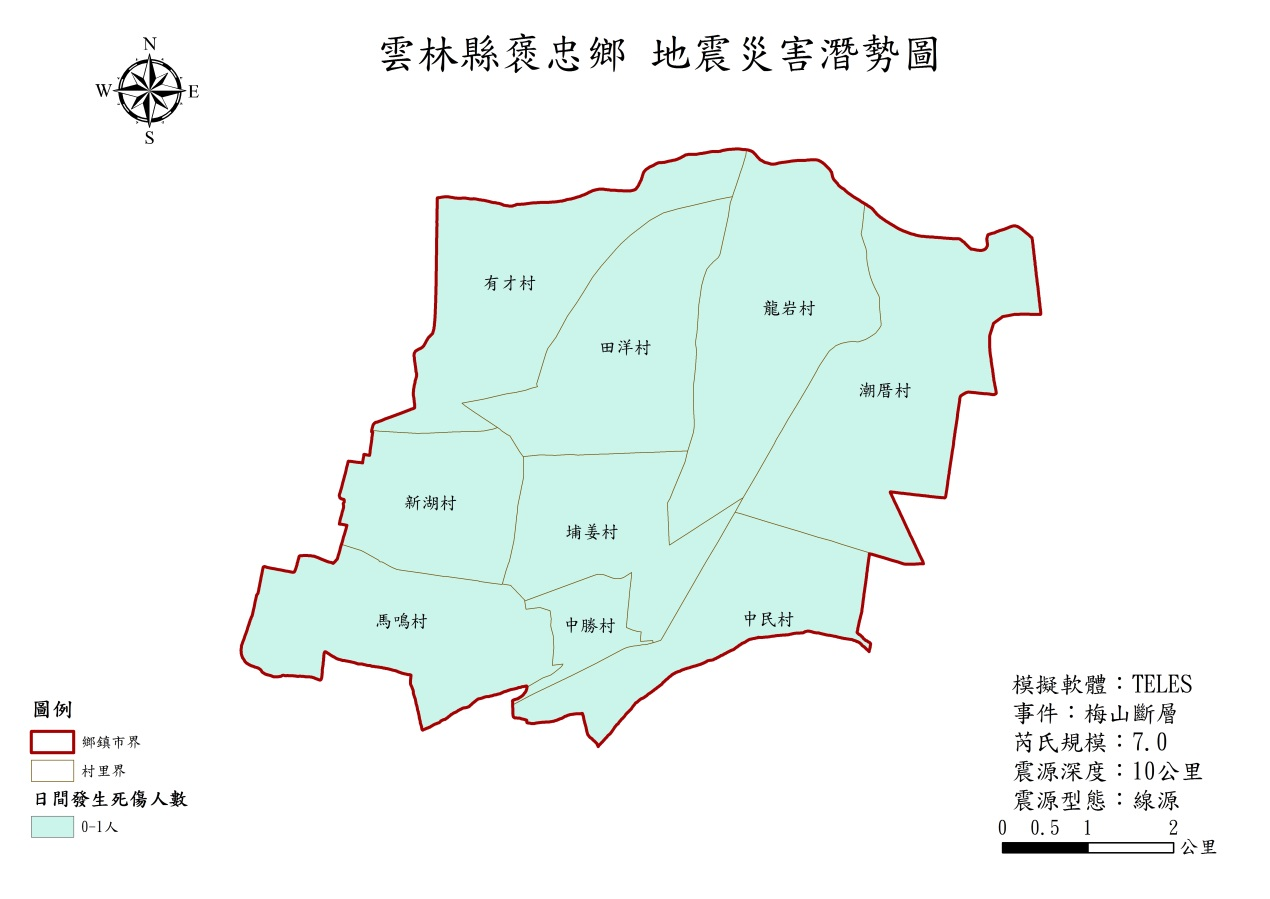 雲林縣褒忠鄉 地震災害潛勢圖
N
W
E
S
有才村
龍岩村
田洋村
潮厝村
新湖村
埔姜村
馬鳴村
中勝村
中民村
圖例
鄉鎮市界
村里界
日間發生死傷人數
0-1人
模擬軟體：TELES
事件：梅山斷層
芮氏規模：7.0
震源深度：10公里
震源型態：線源
0 0.5 1 2
公里